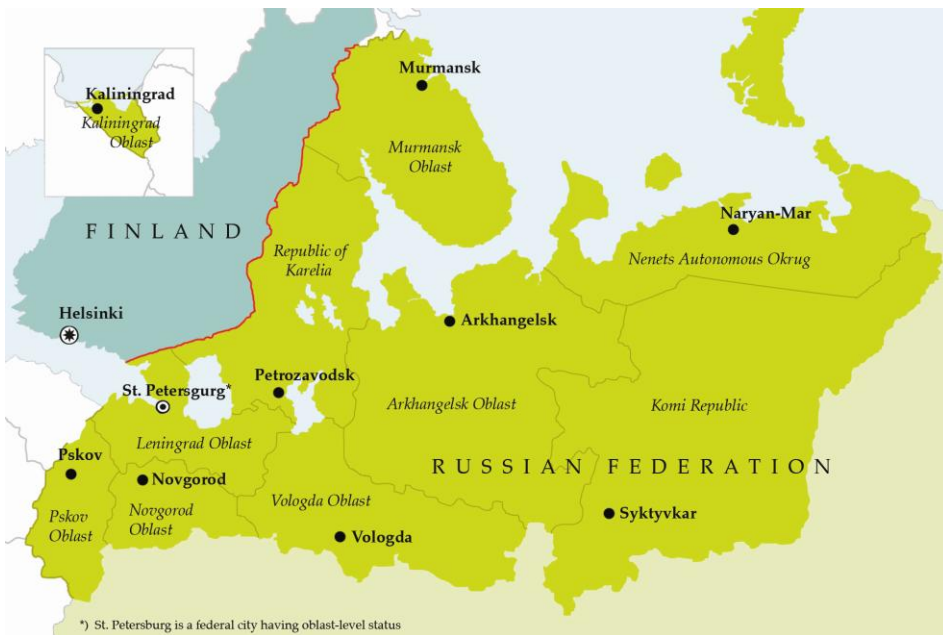 Kaliningrad
Kaliningrad
Oblast
Murmansk
Murmansk
Oblast
FINLAND
Republic of
Karelia
Naryan-Mar
Nenets Autonomous Okrug
Helsinki
Arkhangelsk
St. Petersgurg*
Petrozavodsk
Arkhangelsk Oblast
Komi Republic
Leningrad Oblast
Pskov
RUSSIAN FEDERATION
Novgorod
Pskov
Oblast
Novgorod
Oblast
Vologda Oblast
Syktyvkar
Vologda
*) St. Petersburg is a federal city having oblast-level status